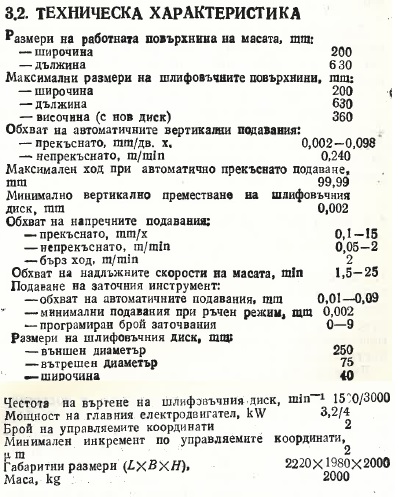 3.2. ТЕХНИЧЕСКА ХАРАКТЕРИСТИКА
Размери на работната повърхнина на масата, mm:
— широчина 200
— дължина 630
Максимални размери на шлифовъчните повърхнини, mm:
— широчина 200
— дължина 630
— височина (с нов диск) 360
Обхват на автоматичните вертикални подавания:
— прекъснато, mm/дв. х. 0,002—0,098
— непрекъснато, m/min 0,240
Максимален ход при автоматично прекъснато подаване,
mm 99,99
Минимално вертикално преместване на шлифовъчния
диск, mm 0,002
Обхват на напречните подавания:
— прекъснато, mm/x 0,1—15
— непрекъснато, m/min 0,05—2
— бърз ход, m/min 2
Обхват на надлъжните скорости на масата, min 1,5—25
Подаване на заточния инструмент:
— обхват на автоматичните подавания, mm 0,01—0,09
— минимални подавания при ръчен режим, mm 0,002
— програмиран брой заточвания 0—9
Размери на шлифовъчния диск, mm:
— външен диаметър 250
— вътрешен диаметър 75
— широчина 40
Честота на въртене на шлифовъчния диск, min⁻¹ 1500/3000
Мощност на главния електродвигател, kW 3,2/4
Брой на управляемите координати 2
Минимален инкремент по управляемите координати,
μm 2
Габаритни размери (L×B×H), 2220×1980×2000
Маса, kg 2000